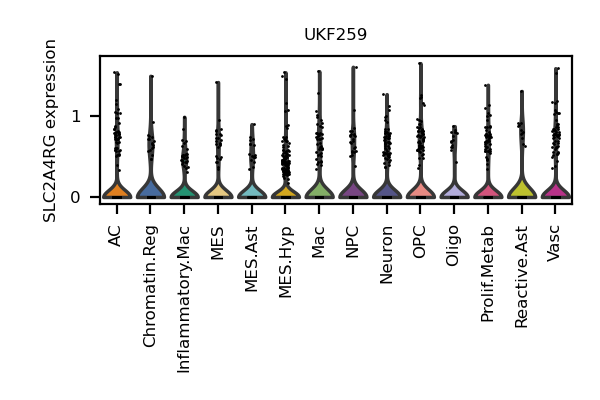 UKF259
SLC2A4RG expression
1
0
AC
Chromatin.Reg
Inflammatory.Mac
MES
MES.Ast
MES.Hyp
Mac
NPC
Neuron
OPC
Oligo
Prolif.Metab
Reactive.Ast
Vasc